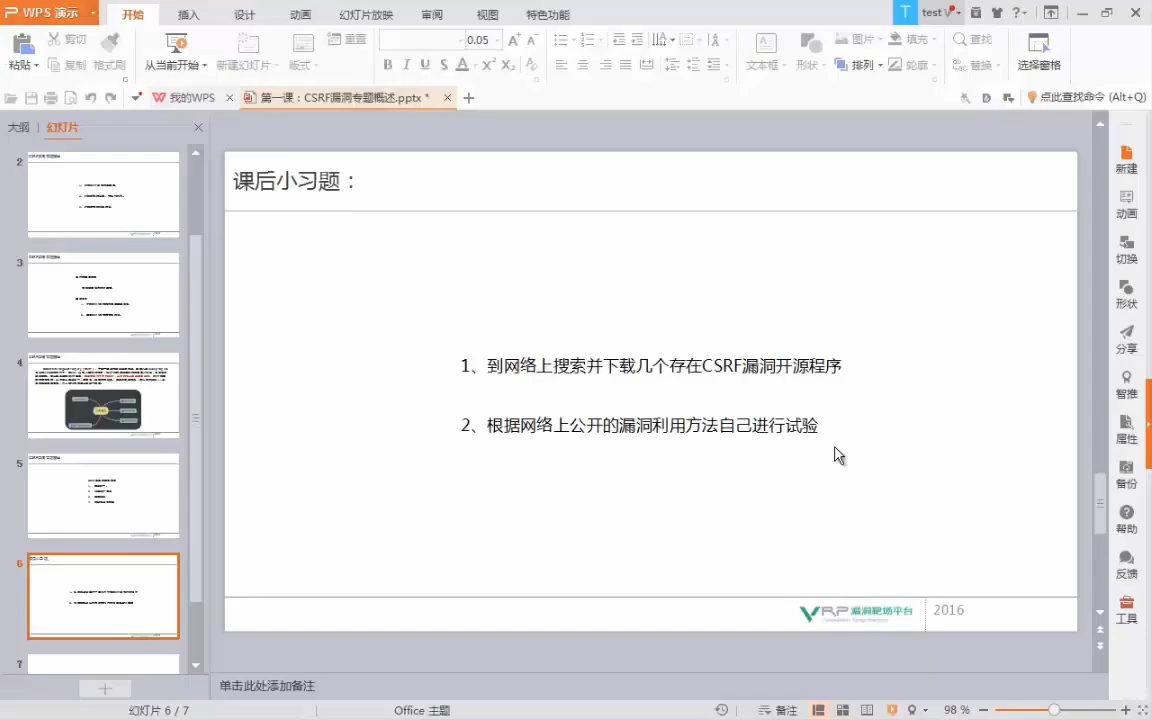 WPS 演示
开始
插入
设计
动画
幻灯片放映
审阅
视图
特色功能
T
test
粘贴
剪切
复制
格式刷
从当前开始
新建幻灯片
版式
重置
0.05
B I U S A X² X₂
文本框
形状
图片
排列
填充
轮廓
查找
替换
选择窗格
我的WPS
第一课：CSRF漏洞专题概述.pptx *
点此查找命令 (Alt+Q)
大纲
幻灯片
2
3
4
5
6
7
课后小习题：
1、到网络上搜索并下载几个存在CSRF漏洞开源程序
2、根据网络上公开的漏洞利用方法自己进行试验
VRP 漏洞靶场平台
2016
新建
动画
切换
形状
分享
智推
属性
备份
帮助
反馈
工具
单击此处添加备注
幻灯片 6 / 7
Office 主题
备注
98 %